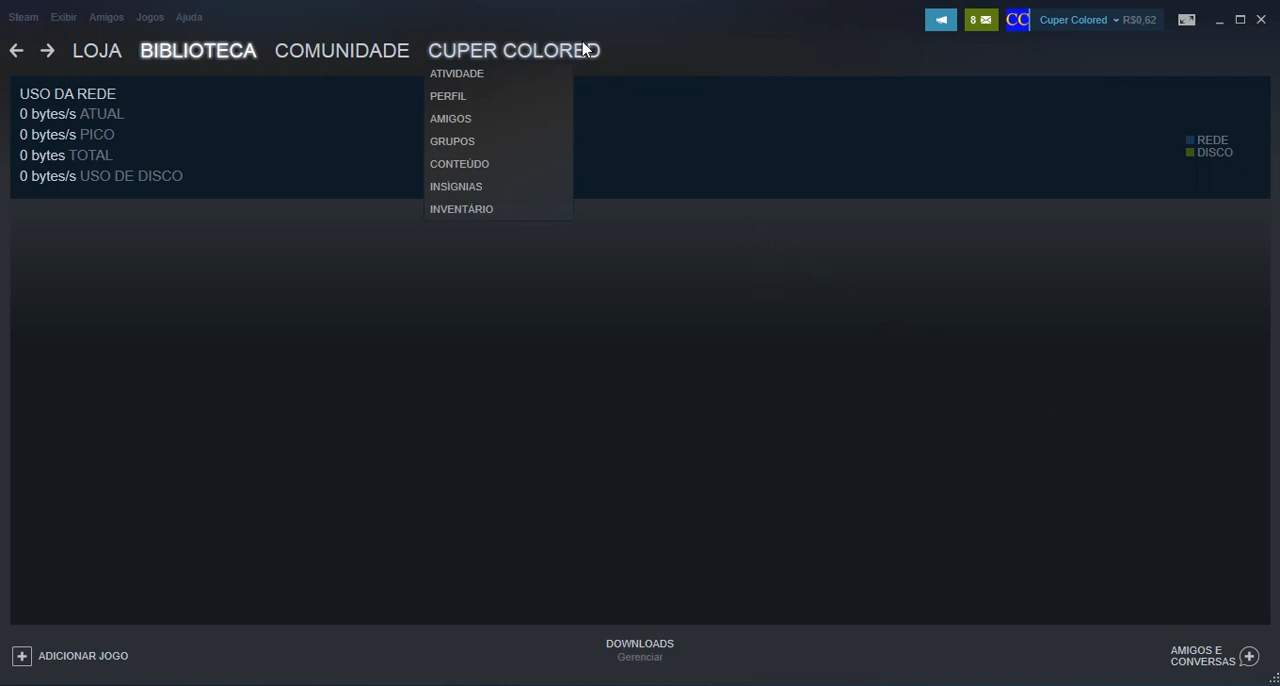 Steam Exibir Amigos Jogos Ajuda
8 CC Cuper Colored R$0,62
LOJA BIBLIOTECA COMUNIDADE CUPER COLORED
ATIVIDADE
PERFIL
AMIGOS
GRUPOS
CONTEÚDO
INSÍGNIAS
INVENTÁRIO
USO DA REDE
0 bytes/s ATUAL
0 bytes/s PICO
0 bytes TOTAL
0 bytes/s USO DE DISCO
REDE
DISCO
ADICIONAR JOGO
DOWNLOADS
Gerenciar
AMIGOS E
CONVERSAS